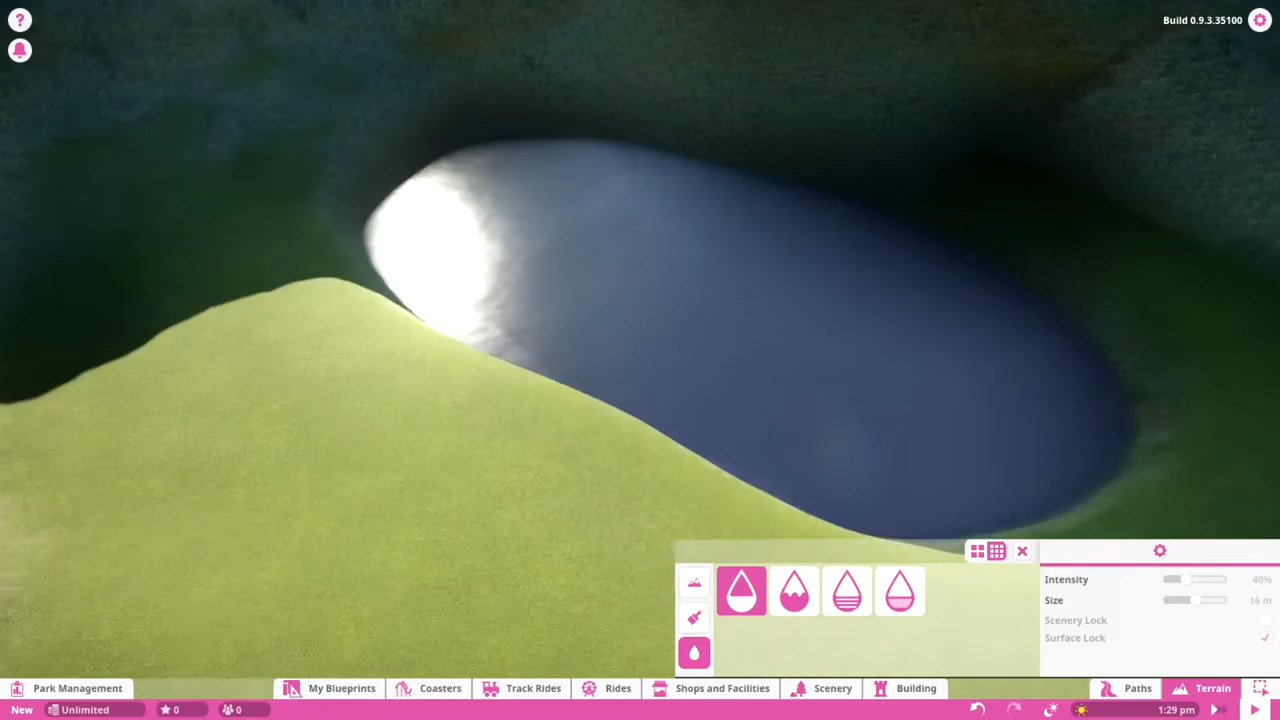 ?
Build 0.9.3.35100
Intensity 40%
Size 16 m
Scenery Lock
Surface Lock
Park Management My Blueprints Coasters Track Rides Rides Shops and Facilities Scenery Building Paths Terrain
New Unlimited 0 0 1:29 pm